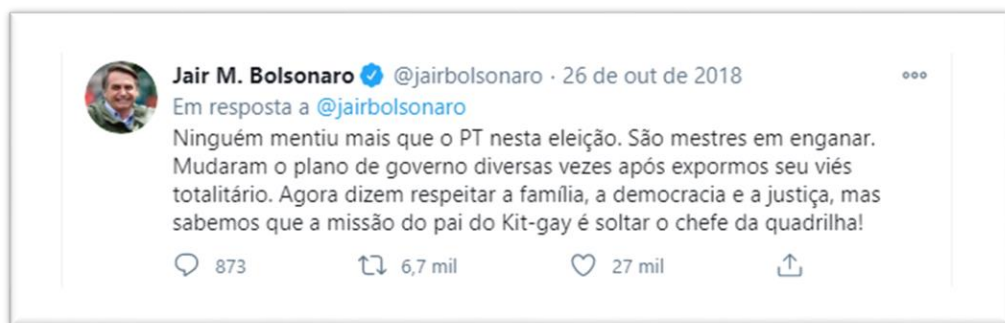 Jair M. Bolsonaro @jairbolsonaro · 26 de out de 2018
Em resposta a @jairbolsonaro
Ninguém mentiu mais que o PT nesta eleição. São mestres em enganar.
Mudaram o plano de governo diversas vezes após expormos seu viés
totalitário. Agora dizem respeitar a família, a democracia e a justiça, mas
sabemos que a missão do pai do Kit-gay é soltar o chefe da quadrilha!
873 6,7 mil 27 mil